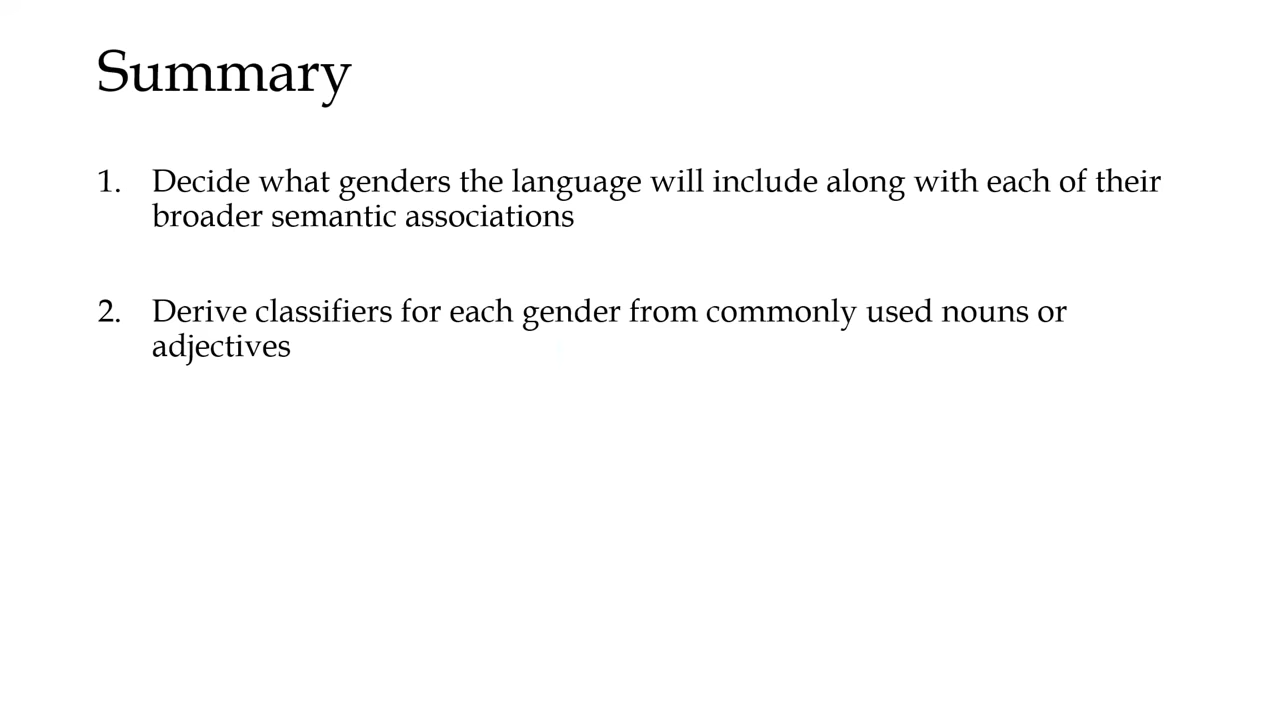 Summary
1. Decide what genders the language will include along with each of their
broader semantic associations
2. Derive classifiers for each gender from commonly used nouns or
adjectives